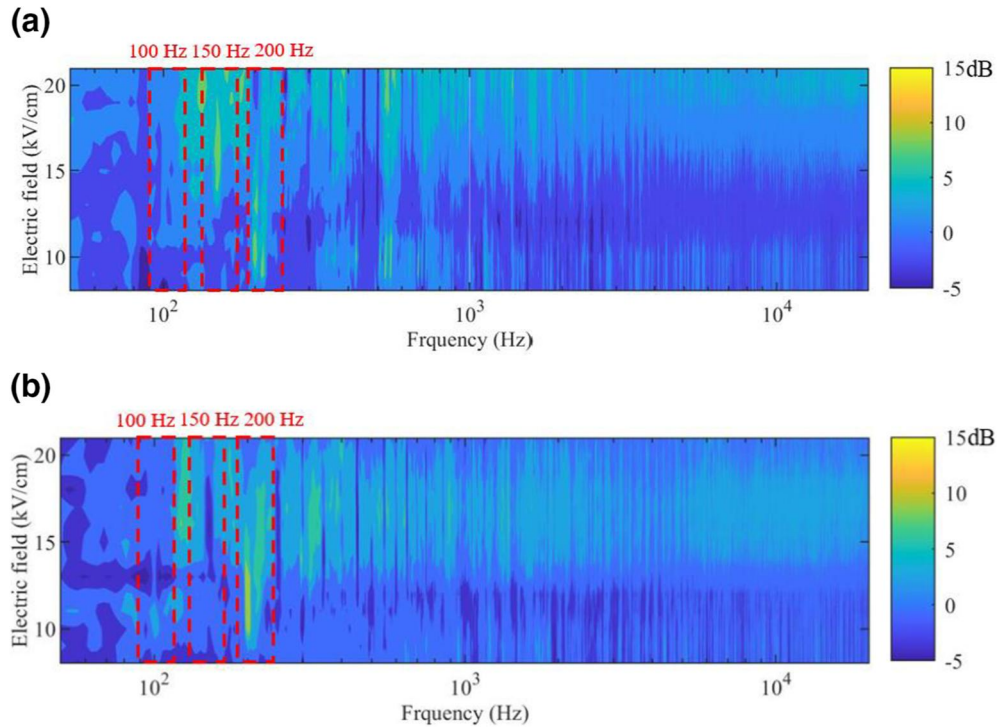 (a)
100 Hz 150 Hz 200 Hz
15dB
10
5
0
-5
20
15
10
Electric field (kV/cm)
10² 10³ 10⁴
Frquency (Hz)
(b)
100 Hz 150 Hz 200 Hz
15dB
10
5
0
-5
20
15
10
Electric field (kV/cm)
10² 10³ 10⁴
Frquency (Hz)